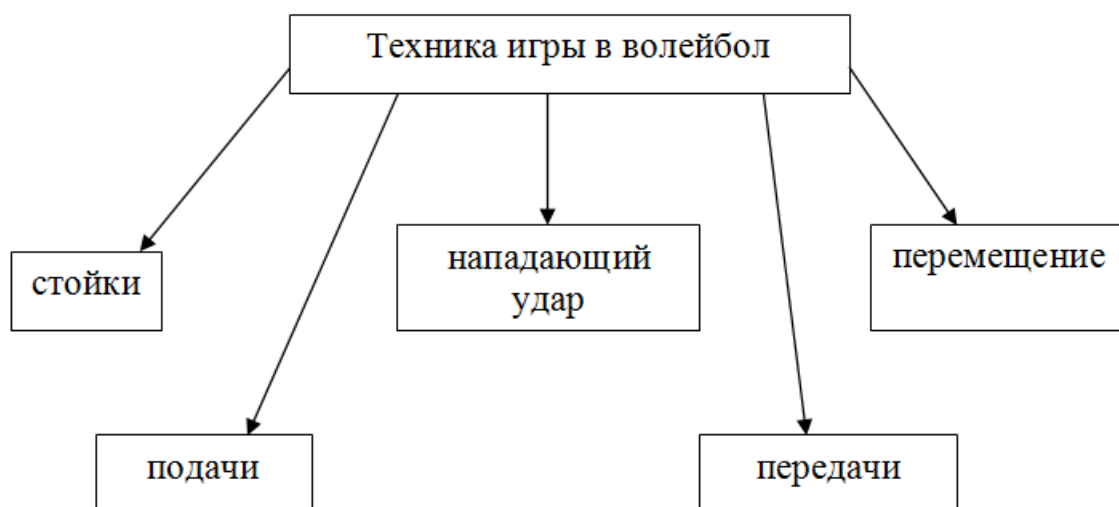 Техника игры в волейбол
стойки
нападающий
удар
перемещение
подачи
передачи